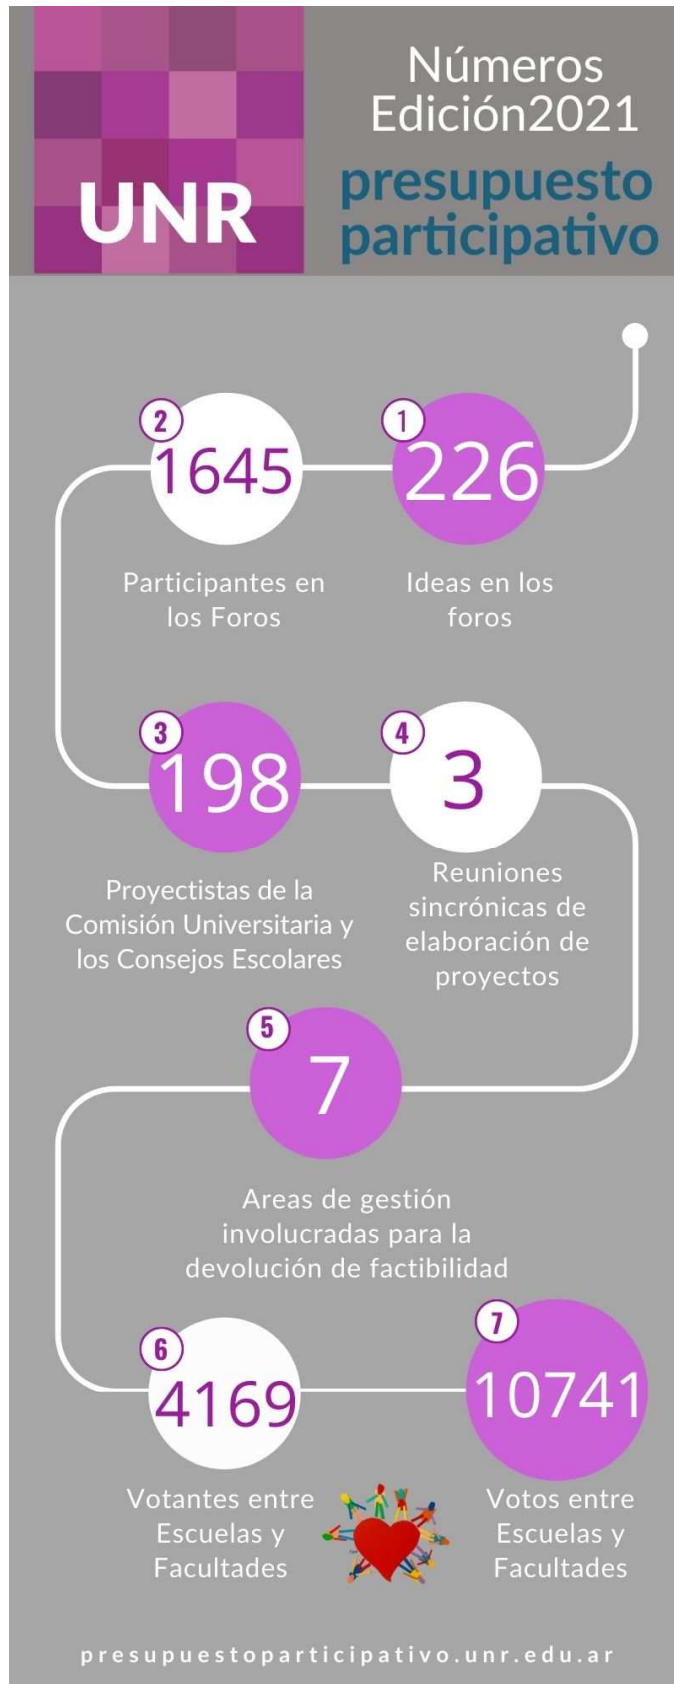 UNR
Números
Edición2021
presupuesto
participativo
1
226
Ideas en los
foros
2
1645
Participantes en
los Foros
3
198
Proyectistas de la
Comisión Universitaria y
los Consejos Escolares
4
3
Reuniones
sincrónicas de
elaboración de
proyectos
5
7
Areas de gestión
involucradas para la
devolución de factibilidad
6
4169
Votantes entre
Escuelas y
Facultades
7
10741
Votos entre
Escuelas y
Facultades
presupuestoparticipativo.unr.edu.ar